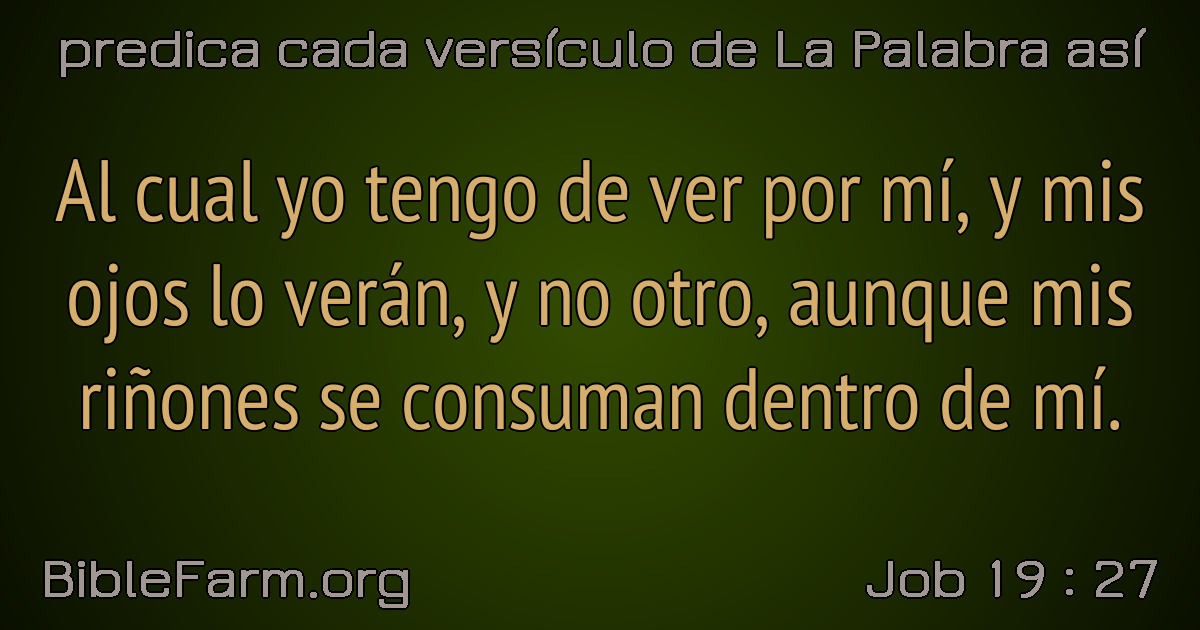 predica cada versículo de La Palabra así
Al cual yo tengo de ver por mí, y mis
ojos lo verán, y no otro, aunque mis
riñones se consuman dentro de mí.
BibleFarm.org
Job 19 : 27